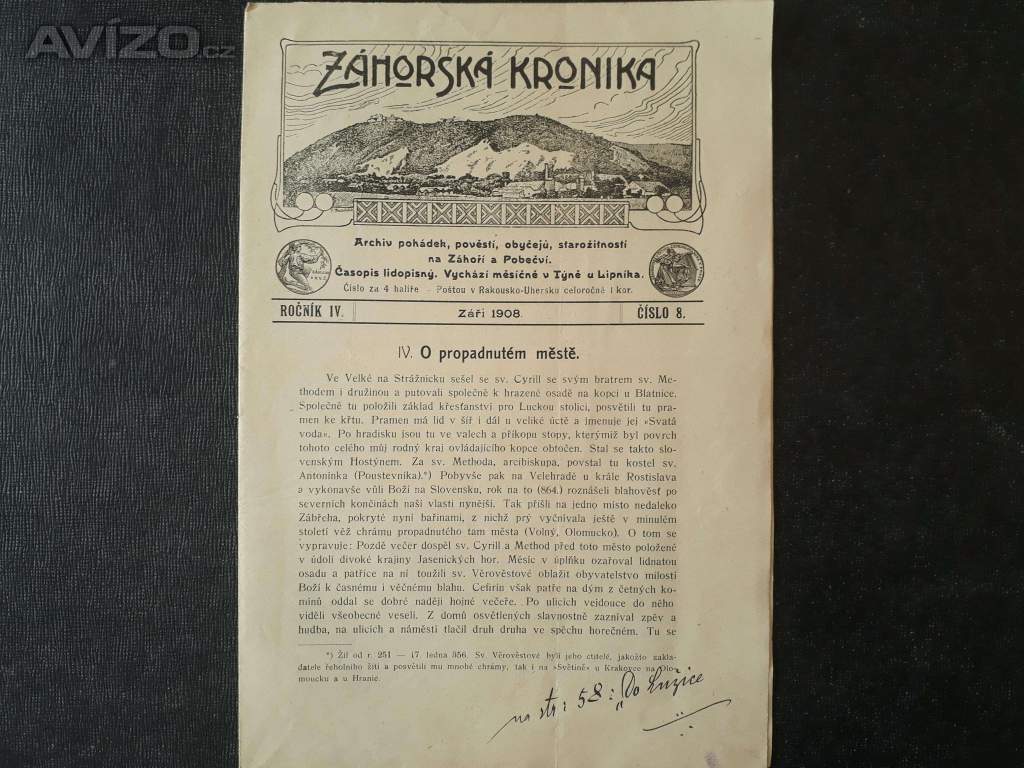 AVÍZO.cz
ZÁHORSKÁ KRONIKA
Archiv pohádek, pověstí, obyčejů, starožitností
na Záhoří a Pobečví.
Časopis lidopisný. Vychází měsíčně v Týně u Lipníka.
Číslo za 4 halíře – Poštou v Rakousko-Uhersku celoročně 1 kor.
ROČNÍK IV.
Září 1908.
ČÍSLO 8.
IV. O propadnutém městě.
Ve Velké na Strážnicku sešel se sv. Cyrill se svým bratrem sv. Me-
thodem i družinou a putovali společně k hrazené osadě na kopci u Blatnice.
Společně tu položili základ křesťanství pro Luckou stolici, posvětili tu pra-
men ke křtu. Pramen má lid v šíř i dál u veliké úctě a jmenuje jej »Svatá
voda«. Po hradisku jsou tu ve valech a příkopu stopy, kterýmiž byl povrch
tohoto celého můj rodný kraj ovládajícího kopce obtočen. Stal se takto slo-
venským Hostýnem. Za sv. Methoda, arcibiskupa, povstal tu kostel sv.
Antonínka (Poustevníka).*) Pobyvše pak na Velehradě u krále Rostislava
a vykonavše vůli Boží na Slovensku, rok na to (864.) roznášeli blahověsť po
severních končinách naší vlasti nynější. Tak přišli na jedno místo nedaleko
Zábřeha, pokryté nyní bařinami, z nichž prý vyčnívala ještě v minulém
století věž chrámu propadnutého tam města (Volný, Olomucko). O tom se
vypravuje: Pozdě večer dospěl sv. Cyrill a Method před toto město položené
v údolí divoké krajiny Jasenických hor. Měsíc v úplňku ozařoval lidnatou
osadu a patříce na ni toužili sv. Věrověstové oblažit obyvatelstvo milostí
Boží k časnému i věčnému blahu. Cefirin však patře na dým z četných ko-
mínů oddal se dobré naději hojné večeře. Po ulicích vejdouce do něho
viděli všeobecné veselí. Z domů osvětlených slavnostně zazníval zpěv a
hudba, na ulicích a náměstí tlačil druh druha ve spěchu horečném. Tu se
*) Žil od r. 251 — 17. ledna 356. Sv. Věrověstové byli jeho ctitelé, jakožto zakla-
datele řeholního žití a posvětili mu mnohé chrámy, tak i na »Světině« u Krakovce na Olo-
moucku a u Hranic.
na str: 58: „Do Lužice